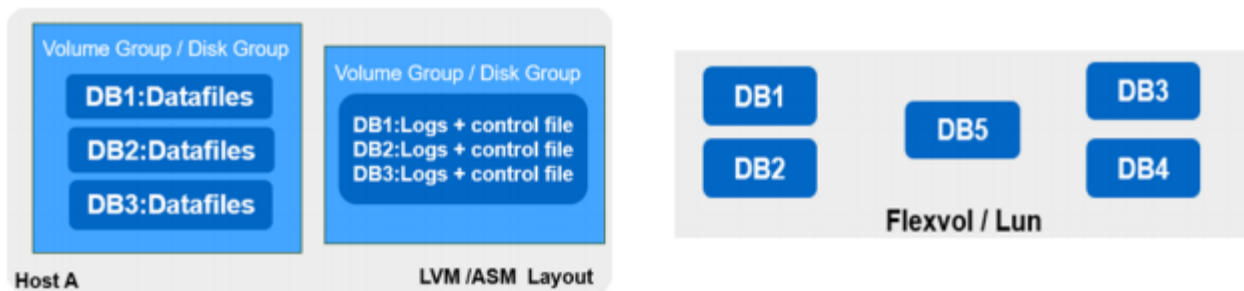 Volume Group / Disk Group
DB1:Datafiles
DB2:Datafiles
DB3:Datafiles
Volume Group / Disk Group
DB1:Logs + control file
DB2:Logs + control file
DB3:Logs + control file
Host A
LVM /ASM Layout
DB1
DB2
DB5
DB3
DB4
Flexvol / Lun